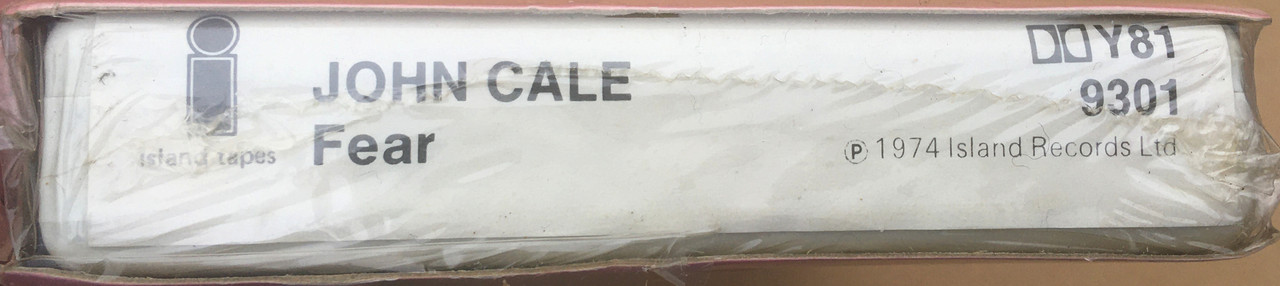 JOHN CALE
Fear
island tapes
Y81
9301
℗ 1974 Island Records Ltd